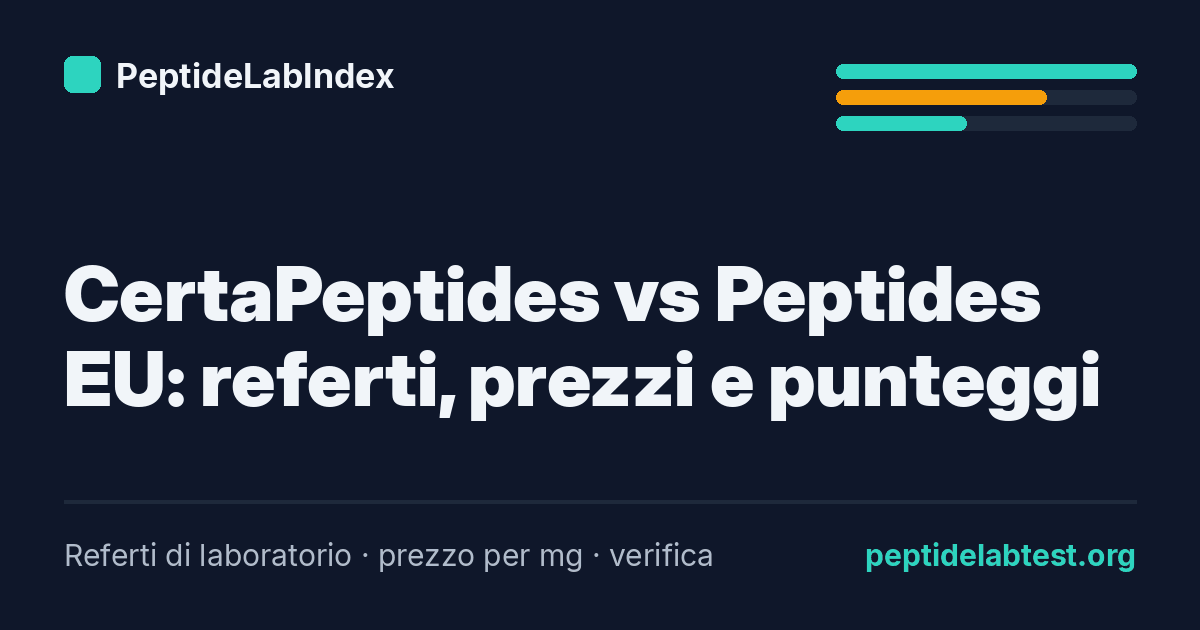 PeptideLabIndex
CertaPeptides vs Peptides
EU: referti, prezzi e punteggi
Referti di laboratorio · prezzo per mg · verifica
peptidelabtest.org